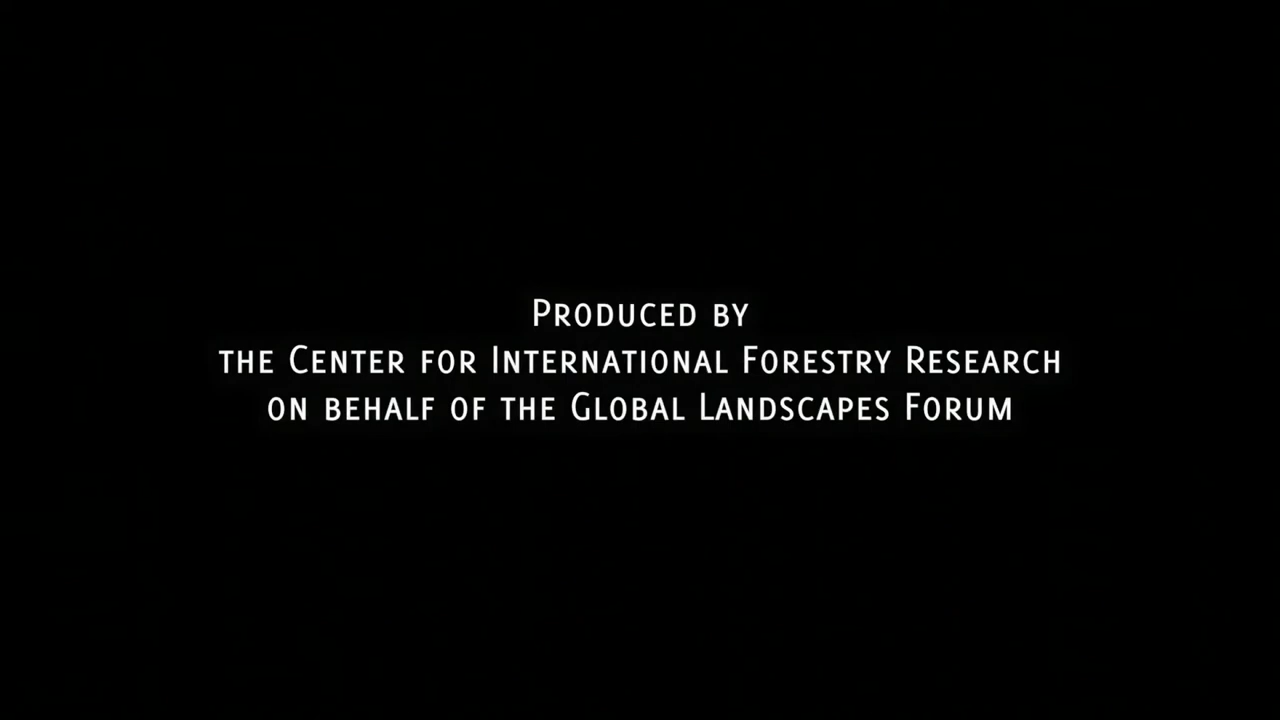 Produced by
the Center for International Forestry Research
on behalf of the Global Landscapes Forum